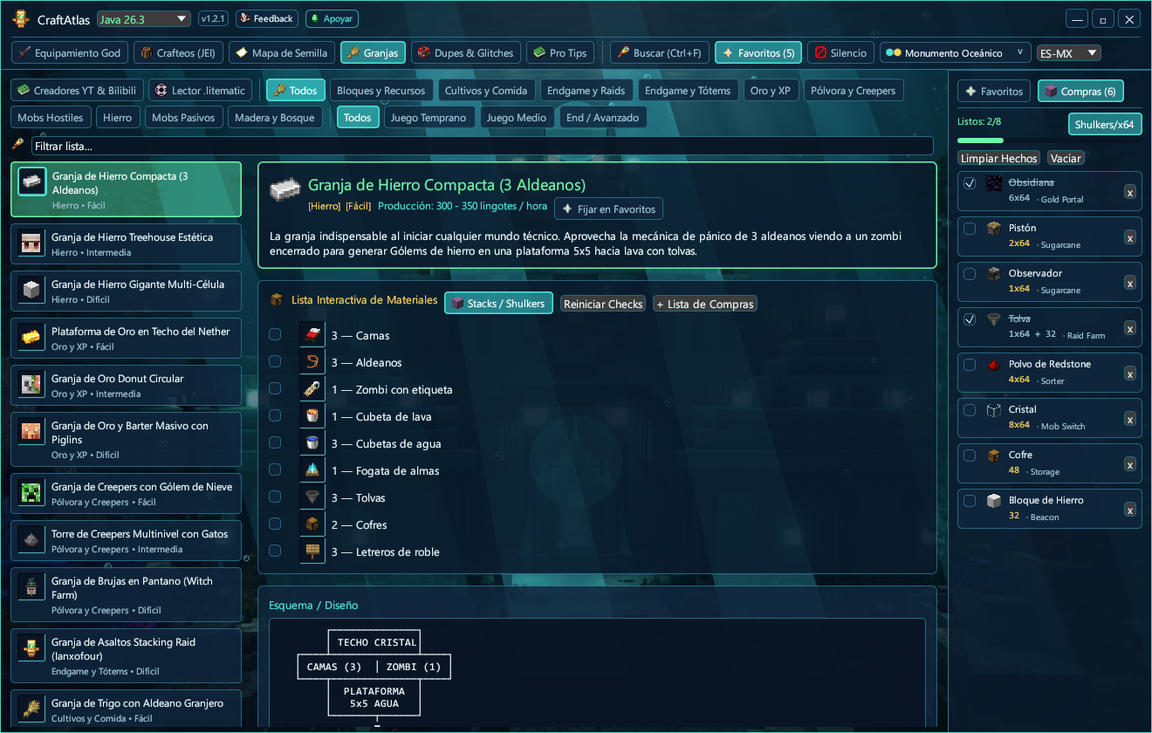 CraftAtlas Java 26.3 v1.2.1 Feedback Apoyar
Equipamiento God Crafteos (JEI) Mapa de Semilla Granjas Dupes & Glitches Pro Tips Buscar (Ctrl+F) Favoritos (5) Silencio Monumento Oceánico ES-MX
Creadores YT & Bilibili Lector .litematic Todos Bloques y Recursos Cultivos y Comida Endgame y Raids Endgame y Tótems Oro y XP Pólvora y Creepers
Mobs Hostiles Hierro Mobs Pasivos Madera y Bosque Todos Juego Temprano Juego Medio End / Avanzado
Filtrar lista...
Granja de Hierro Compacta (3
Aldeanos)
Hierro • Fácil
Granja de Hierro Treehouse Estética
Hierro • Intermedia
Granja de Hierro Gigante Multi-Célula
Hierro • Difícil
Plataforma de Oro en Techo del Nether
Oro y XP • Fácil
Granja de Oro Donut Circular
Oro y XP • Intermedia
Granja de Oro y Barter Masivo con
Piglins
Oro y XP • Difícil
Granja de Creepers con Gólem de Nieve
Pólvora y Creepers • Fácil
Torre de Creepers Multinivel con Gatos
Pólvora y Creepers • Intermedia
Granja de Brujas en Pantano (Witch
Farm)
Pólvora y Creepers • Difícil
Granja de Asaltos Stacking Raid
(Ianxofour)
Endgame y Tótems • Difícil
Granja de Trigo con Aldeano Granjero
Cultivos y Comida • Fácil
Granja de Hierro Compacta (3 Aldeanos)
[Hierro] [Fácil] Producción: 300 - 350 lingotes / hora Fijar en Favoritos
La granja indispensable al iniciar cualquier mundo técnico. Aprovecha la mecánica de pánico de 3 aldeanos viendo a un zombi
encerrado para generar Gólems de hierro en una plataforma 5x5 hacia lava con tolvas.
Lista Interactiva de Materiales Stacks / Shulkers Reiniciar Checks + Lista de Compras
3 — Camas
3 — Aldeanos
1 — Zombi con etiqueta
1 — Cubeta de lava
3 — Cubetas de agua
1 — Fogata de almas
3 — Tolvas
2 — Cofres
3 — Letreros de roble
Esquema / Diseño
TECHO CRISTAL
CAMAS (3) ZOMBI (1)
PLATAFORMA
5x5 AGUA
Favoritos Compras (6)
Listos: 2/8 Shulkers/x64
Limpiar Hechos Vaciar
Obsidiana
6x64 · Gold Portal x
Pistón
2x64 · Sugarcane x
Observador
1x64 · Sugarcane x
Tolva
1x64 + 32 · Raid Farm x
Polvo de Redstone
4x64 · Sorter x
Cristal
8x64 · Mob Switch x
Cofre
48 · Storage x
Bloque de Hierro
32 · Beacon x